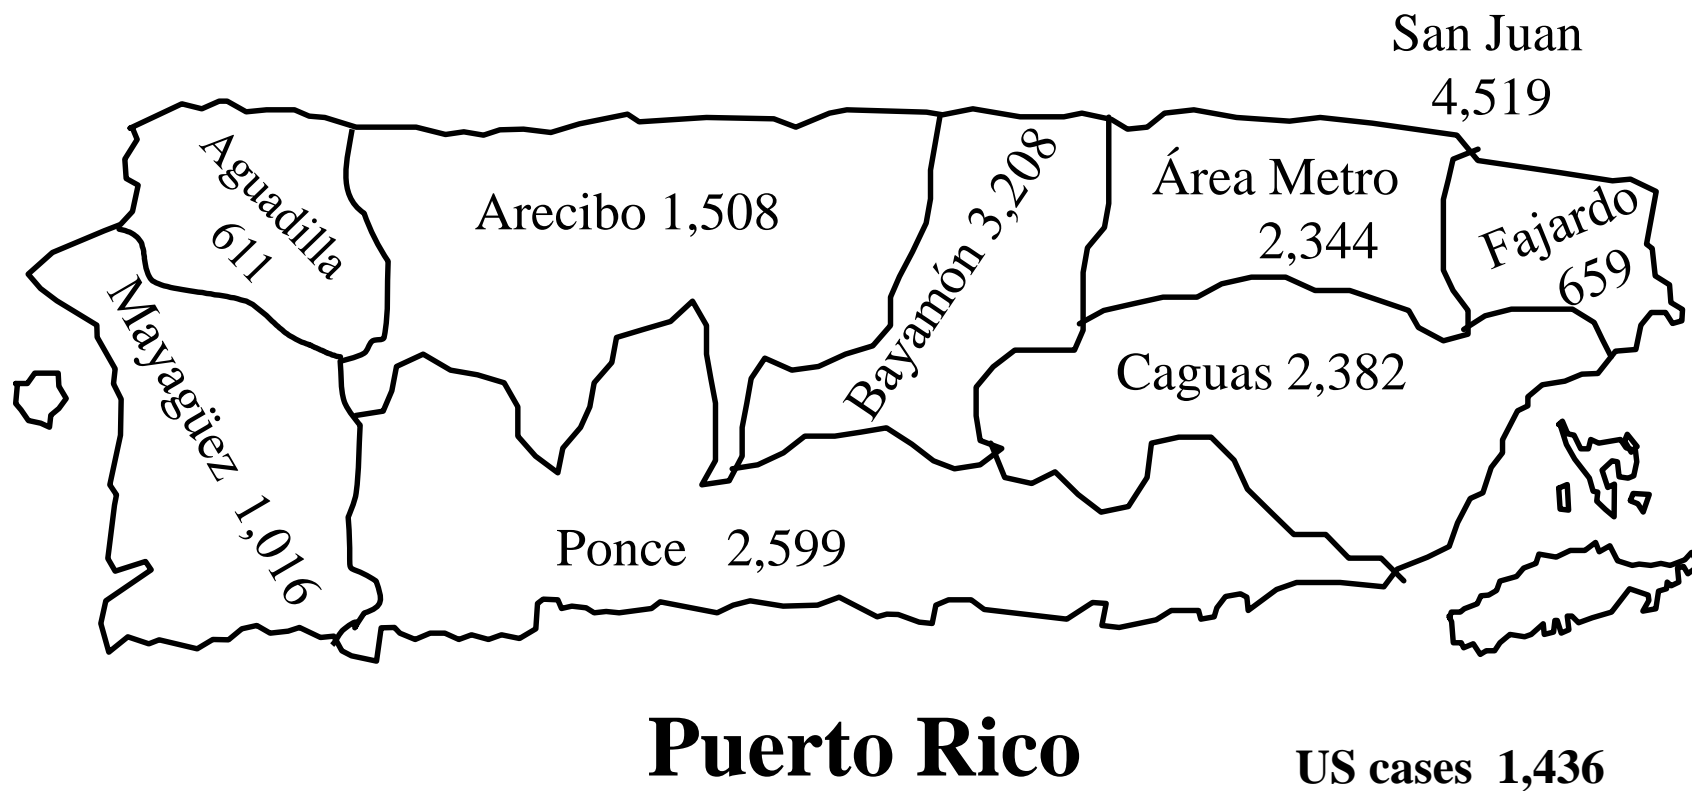 San Juan
4,519
Aguadilla
611
Arecibo 1,508
Bayamón 3,208
Área Metro
2,344
Fajardo
659
Mayagüez 1,016
Caguas 2,382
Ponce 2,599
Puerto Rico
US cases 1,436